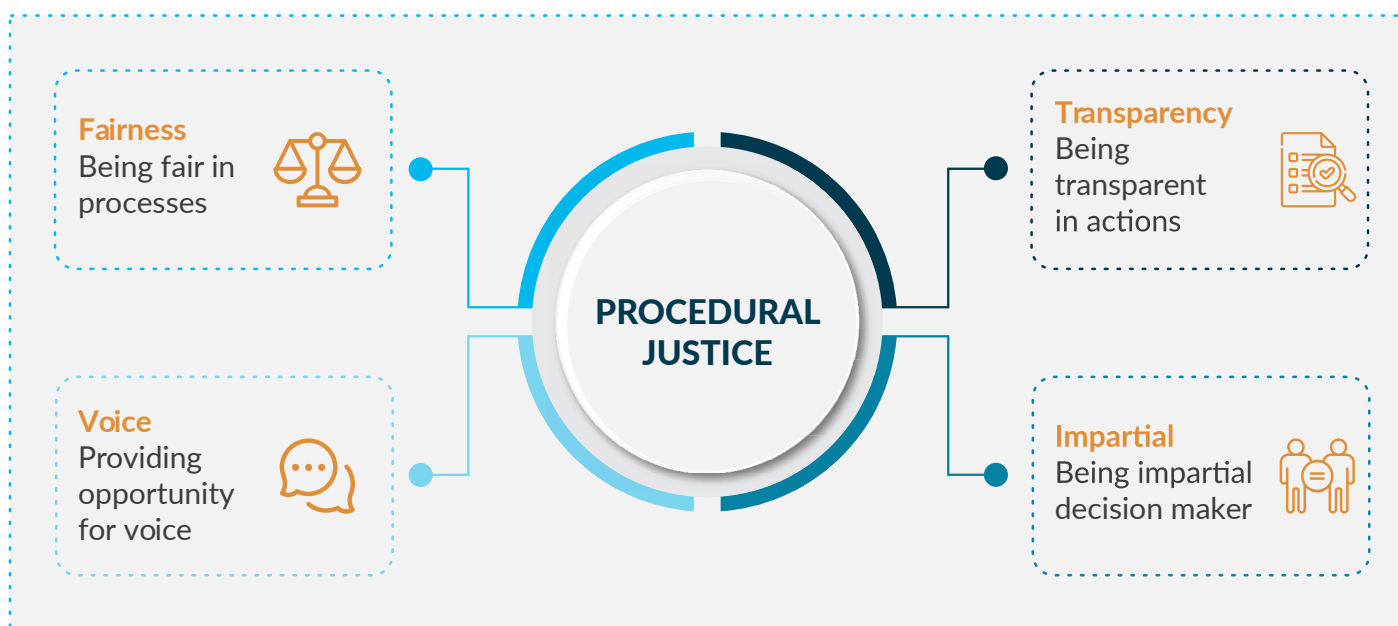 Fairness
Being fair in
processes
Voice
Providing
opportunity
for voice
PROCEDURAL
JUSTICE
Transparency
Being
transparent
in actions
Impartial
Being impartial
decision maker